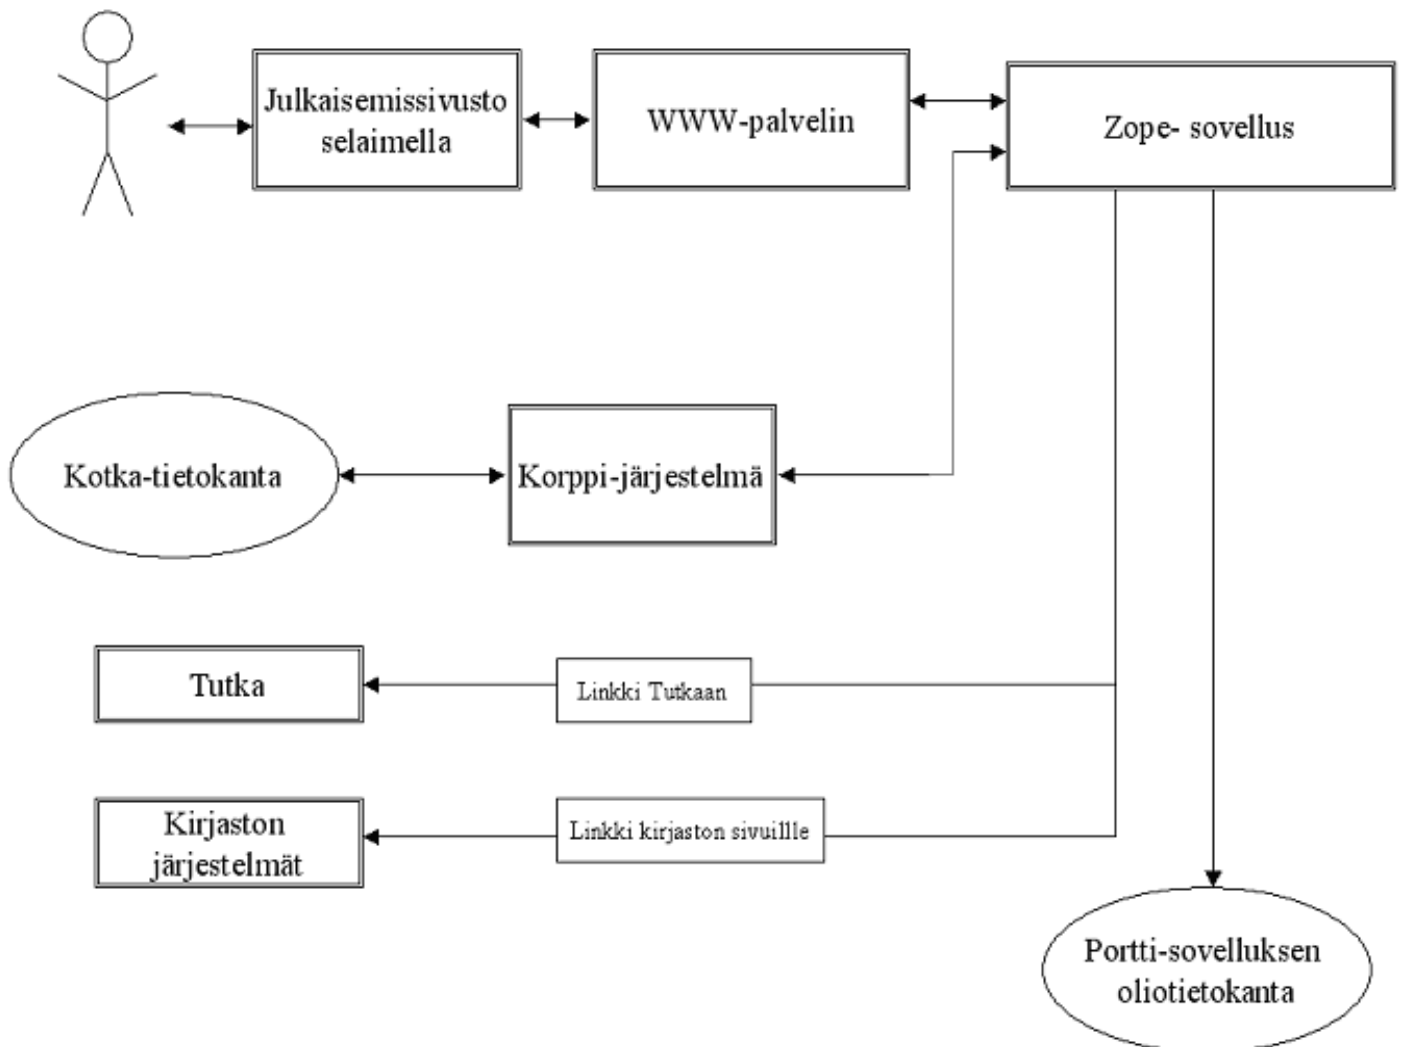 Julkaisemissivusto
selaimella
WWW-palvelin
Zope- sovellus
Kotka-tietokanta
Korppi-järjestelmä
Tutka
Linkki Tutkaan
Kirjaston
järjestelmät
Linkki kirjaston sivuillle
Portti-sovelluksen
oliotietokanta